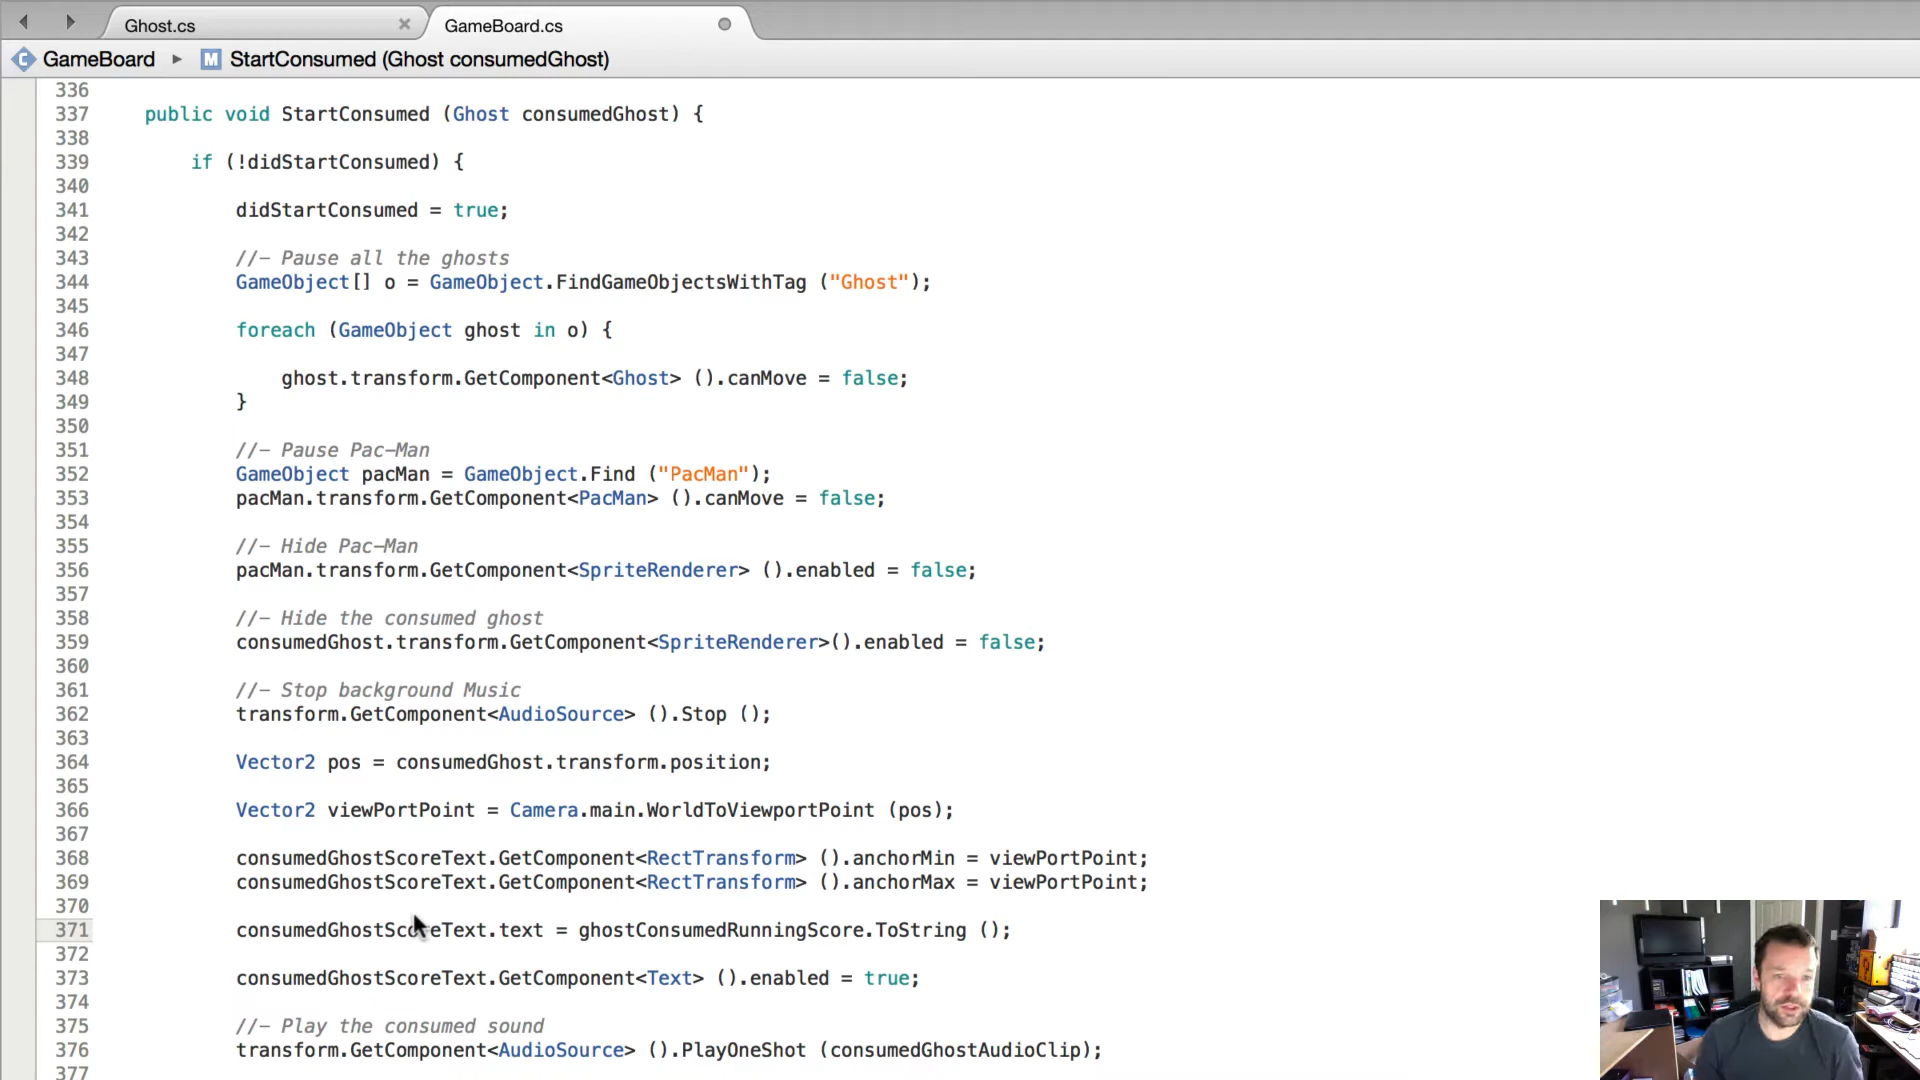 Ghost.cs
GameBoard.cs
GameBoard ▸ M StartConsumed (Ghost consumedGhost)
336
337 public void StartConsumed (Ghost consumedGhost) {
338
339 if (!didStartConsumed) {
340
341 didStartConsumed = true;
342
343 //- Pause all the ghosts
344 GameObject[] o = GameObject.FindGameObjectsWithTag ("Ghost");
345
346 foreach (GameObject ghost in o) {
347
348 ghost.transform.GetComponent<Ghost> ().canMove = false;
349 }
350
351 //- Pause Pac-Man
352 GameObject pacMan = GameObject.Find ("PacMan");
353 pacMan.transform.GetComponent<PacMan> ().canMove = false;
354
355 //- Hide Pac-Man
356 pacMan.transform.GetComponent<SpriteRenderer> ().enabled = false;
357
358 //- Hide the consumed ghost
359 consumedGhost.transform.GetComponent<SpriteRenderer>().enabled = false;
360
361 //- Stop background Music
362 transform.GetComponent<AudioSource> ().Stop ();
363
364 Vector2 pos = consumedGhost.transform.position;
365
366 Vector2 viewPortPoint = Camera.main.WorldToViewportPoint (pos);
367
368 consumedGhostScoreText.GetComponent<RectTransform> ().anchorMin = viewPortPoint;
369 consumedGhostScoreText.GetComponent<RectTransform> ().anchorMax = viewPortPoint;
370
371 consumedGhostScoreText.text = ghostConsumedRunningScore.ToString ();
372
373 consumedGhostScoreText.GetComponent<Text> ().enabled = true;
374
375 //- Play the consumed sound
376 transform.GetComponent<AudioSource> ().PlayOneShot (consumedGhostAudioClip);
377